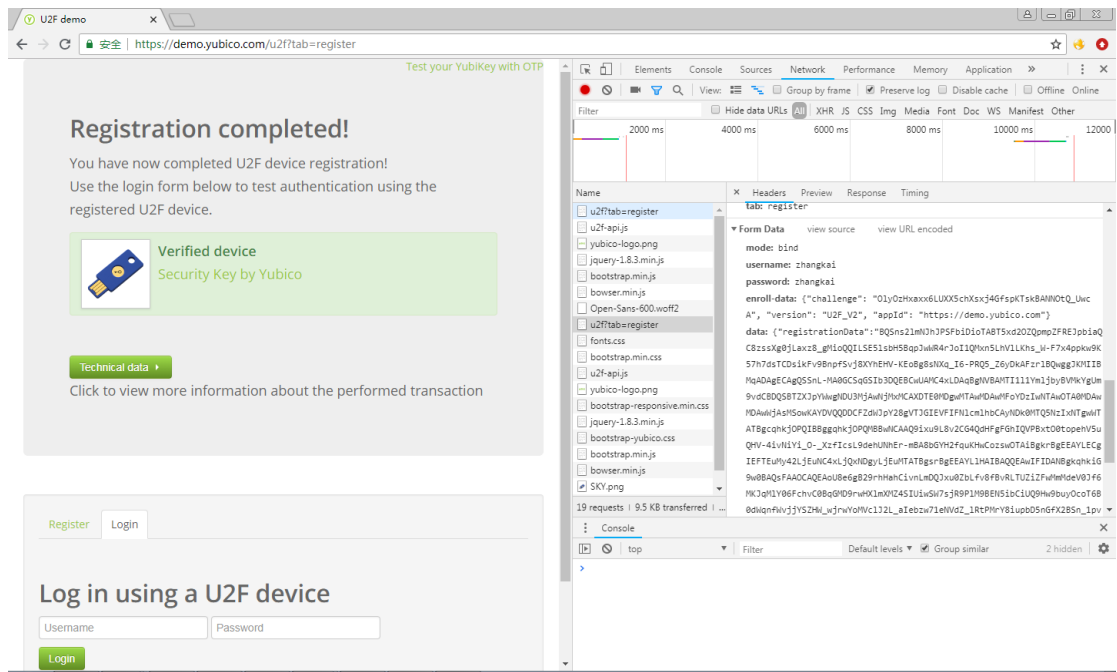 U2F demo
安全 https://demo.yubico.com/u2f?tab=register
Test your YubiKey with OTP
Registration completed!
You have now completed U2F device registration!
Use the login form below to test authentication using the
registered U2F device.
Verified device
Security Key by Yubico
Technical data
Click to view more information about the performed transaction
Register Login
Log in using a U2F device
Username Password
Login
Elements Console Sources Network Performance Memory Application
View: Group by frame Preserve log Disable cache Offline Online
Filter Hide data URLs All XHR JS CSS Img Media Font Doc WS Manifest Other
2000 ms 4000 ms 6000 ms 8000 ms 10000 ms 12000
Name
u2f?tab=register
u2f-api.js
yubico-logo.png
jquery-1.8.3.min.js
bootstrap.min.js
bowser.min.js
Open-Sans-600.woff2
u2f?tab=register
fonts.css
bootstrap.min.css
u2f-api.js
yubico-logo.png
bootstrap-responsive.min.css
jquery-1.8.3.min.js
bootstrap-yubico.css
bootstrap.min.js
bowser.min.js
SKY.png
19 requests | 9.5 KB transferred | ...
Headers Preview Response Timing
tab: register
Form Data view source view URL encoded
mode: bind
username: zhangkai
password: zhangkai
enroll-data: {"challenge":
"version": "U2F_V2", "appId": "https://demo.yubico.com"}
data: {"registrationData":
Console
top Filter Default levels Group similar 2 hidden